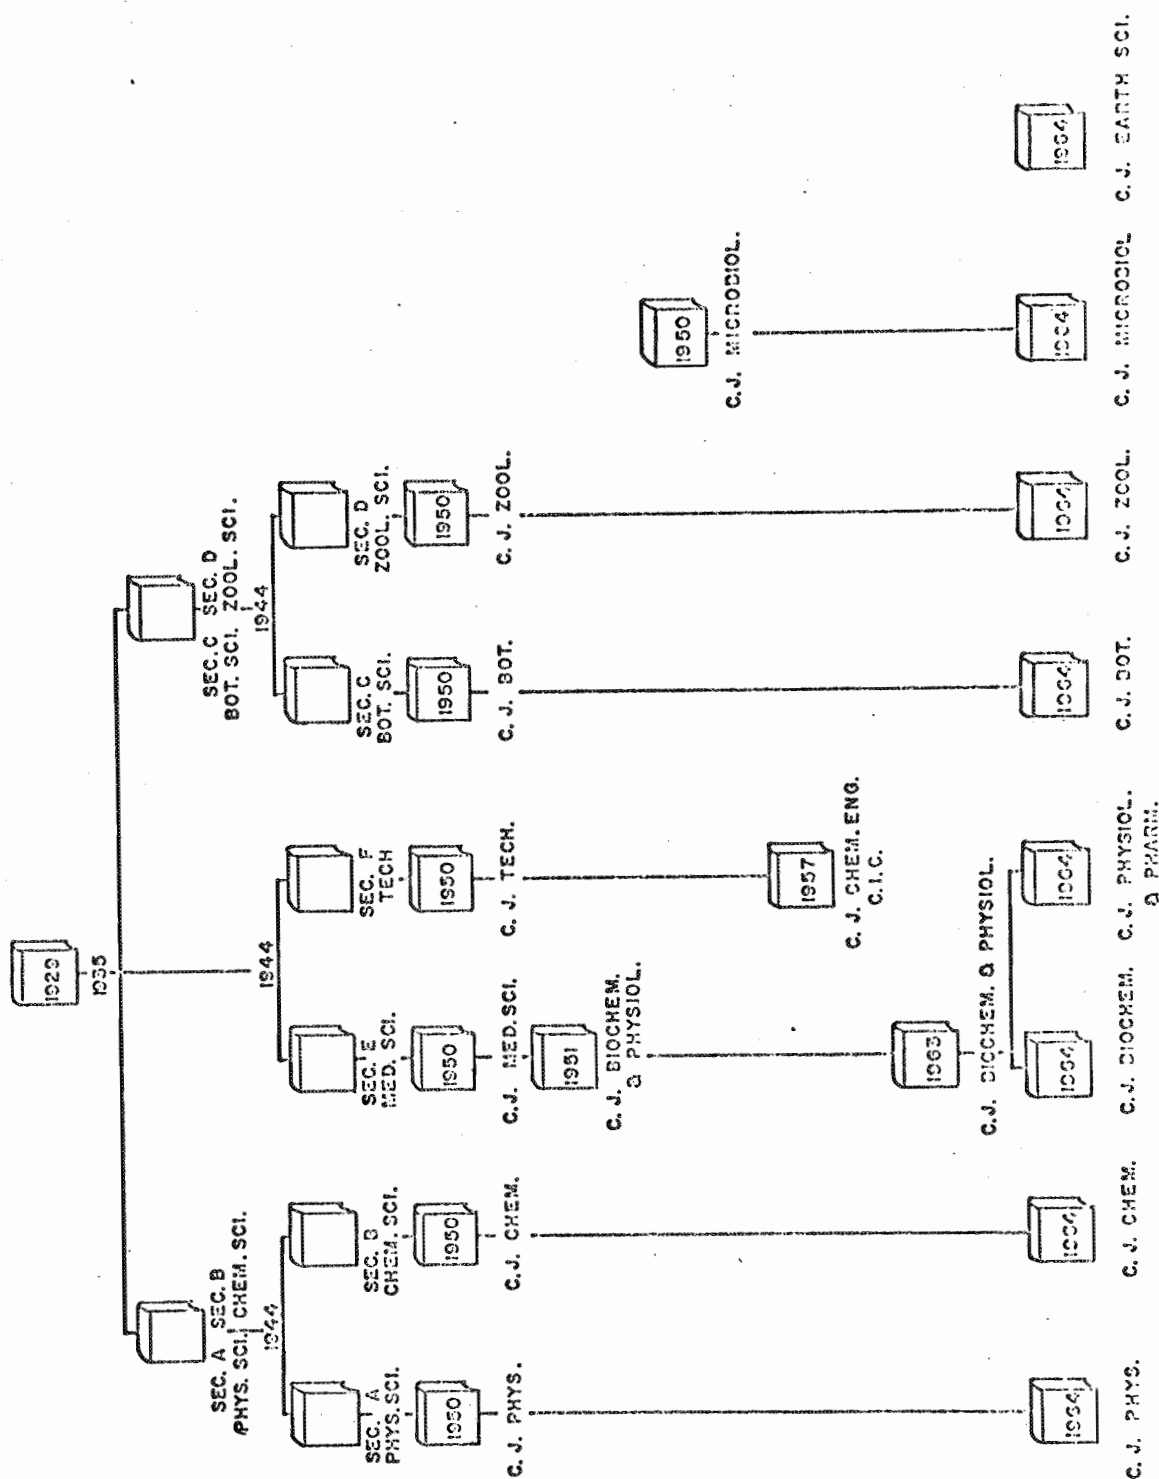 1929
1935
SEC. A SEC. B
PHYS. SCI. CHEM. SCI.
SEC. C SEC. D
BOT. SCI. ZOOL. SCI.
1944
1944
1944
SEC. A
PHYS. SCI.
SEC. B
CHEM. SCI.
SEC. E
MED. SCI.
SEC. F
TECH
SEC. C
BOT. SCI.
SEC. D
ZOOL. SCI.
1950
1950
1950
1950
1950
1950
C. J. PHYS.
C. J. CHEM.
C. J. MED. SCI.
C. J. TECH.
C. J. BOT.
C. J. ZOOL.
1951
C. J. BIOCHEM.
& PHYSIOL.
1950
C. J. MICROBIOL.
1957
C. J. CHEM. ENG.
C.I.C.
1963
C. J. BIOCHEM. & PHYSIOL.
1964
1964
1964
1964
1964
1964
1964
1964
C. J. PHYS.
C. J. CHEM.
C. J. BIOCHEM.
C. J. PHYSIOL.
& PHARM.
C. J. BOT.
C. J. ZOOL.
C. J. MICROBIOL
C. J. EARTH SCI.